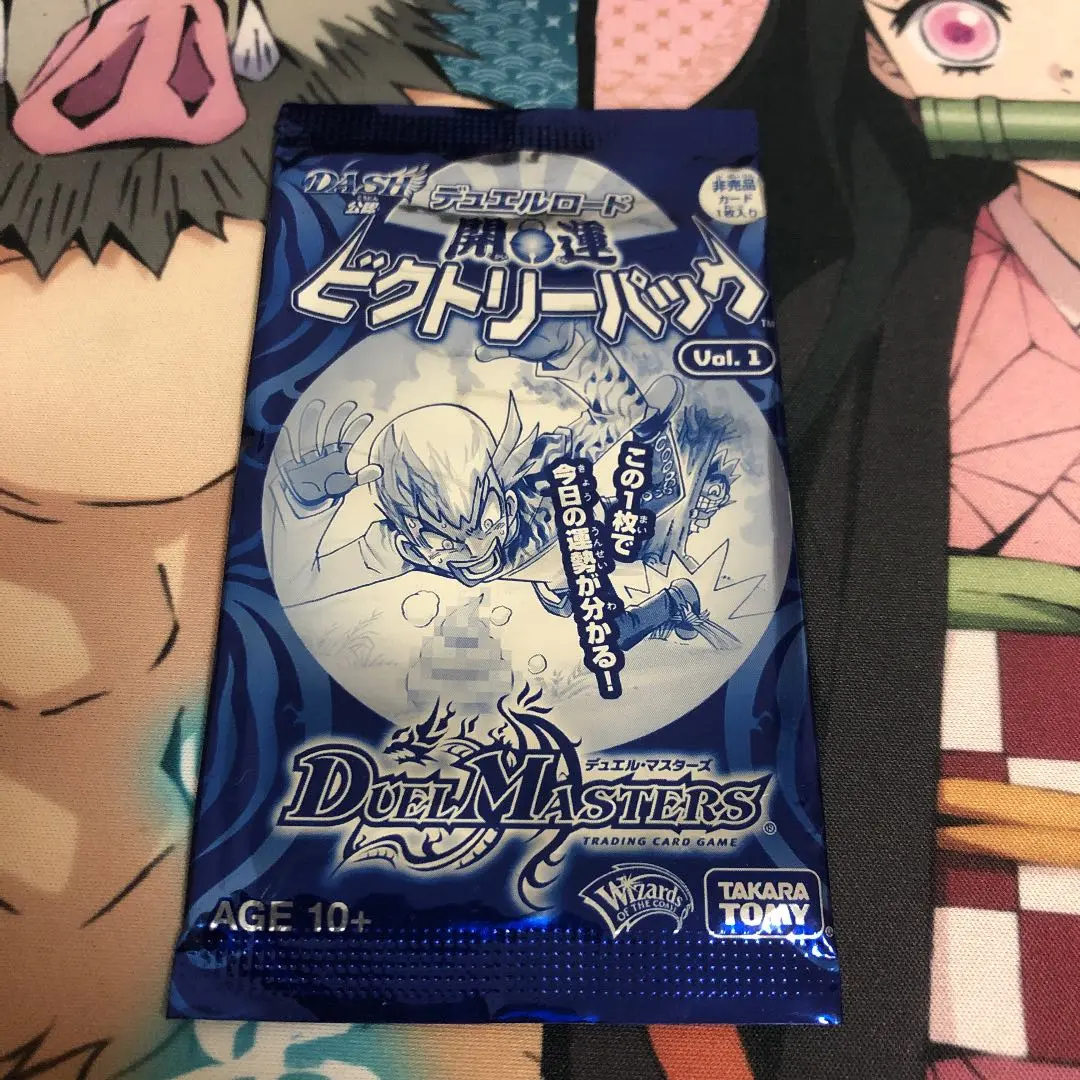 DASH
公認
デュエルロード
非売品
カード
1枚入り
開運
ビクトリーパック
TM
Vol. 1
この1枚で
今日の運勢が分かる!
デュエル・マスターズ
DUEL MASTERS
®
TRADING CARD GAME
AGE 10+
Wizards
OF THE COAST
TAKARA
TOMY
®